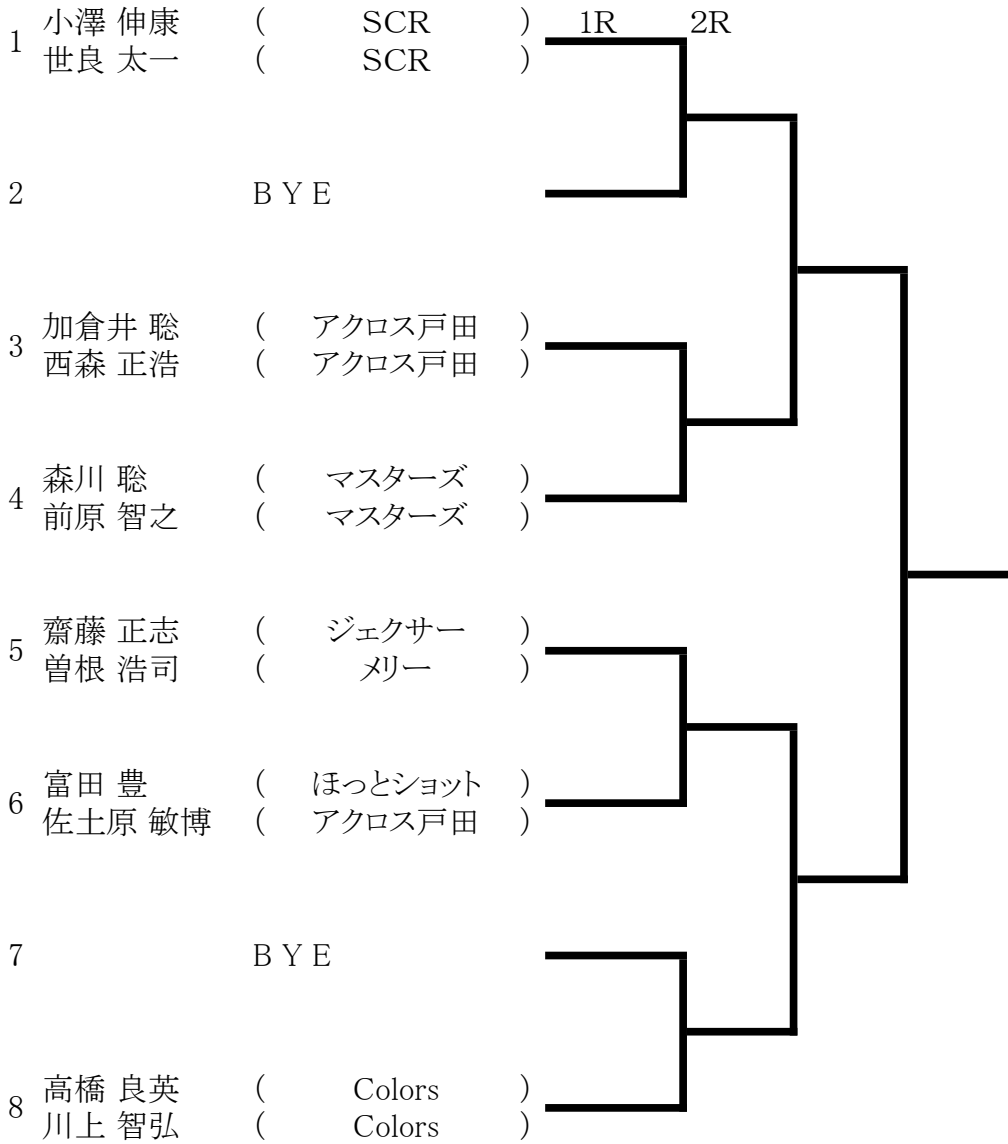 小澤 伸康 ( SCR ) 1R 2R
1
世良 太一 ( SCR )
2 B Y E
加倉井 聡 ( アクロス戸田 )
3
西森 正浩 ( アクロス戸田 )
森川 聡 ( マスターズ )
4
前原 智之 ( マスターズ )
齋藤 正志 ( ジェクサー )
5
曽根 浩司 ( メリー )
富田 豊 ( ほっとショット )
6
佐土原 敏博 ( アクロス戸田 )
7 B Y E
高橋 良英 ( Colors )
8
川上 智弘 ( Colors )